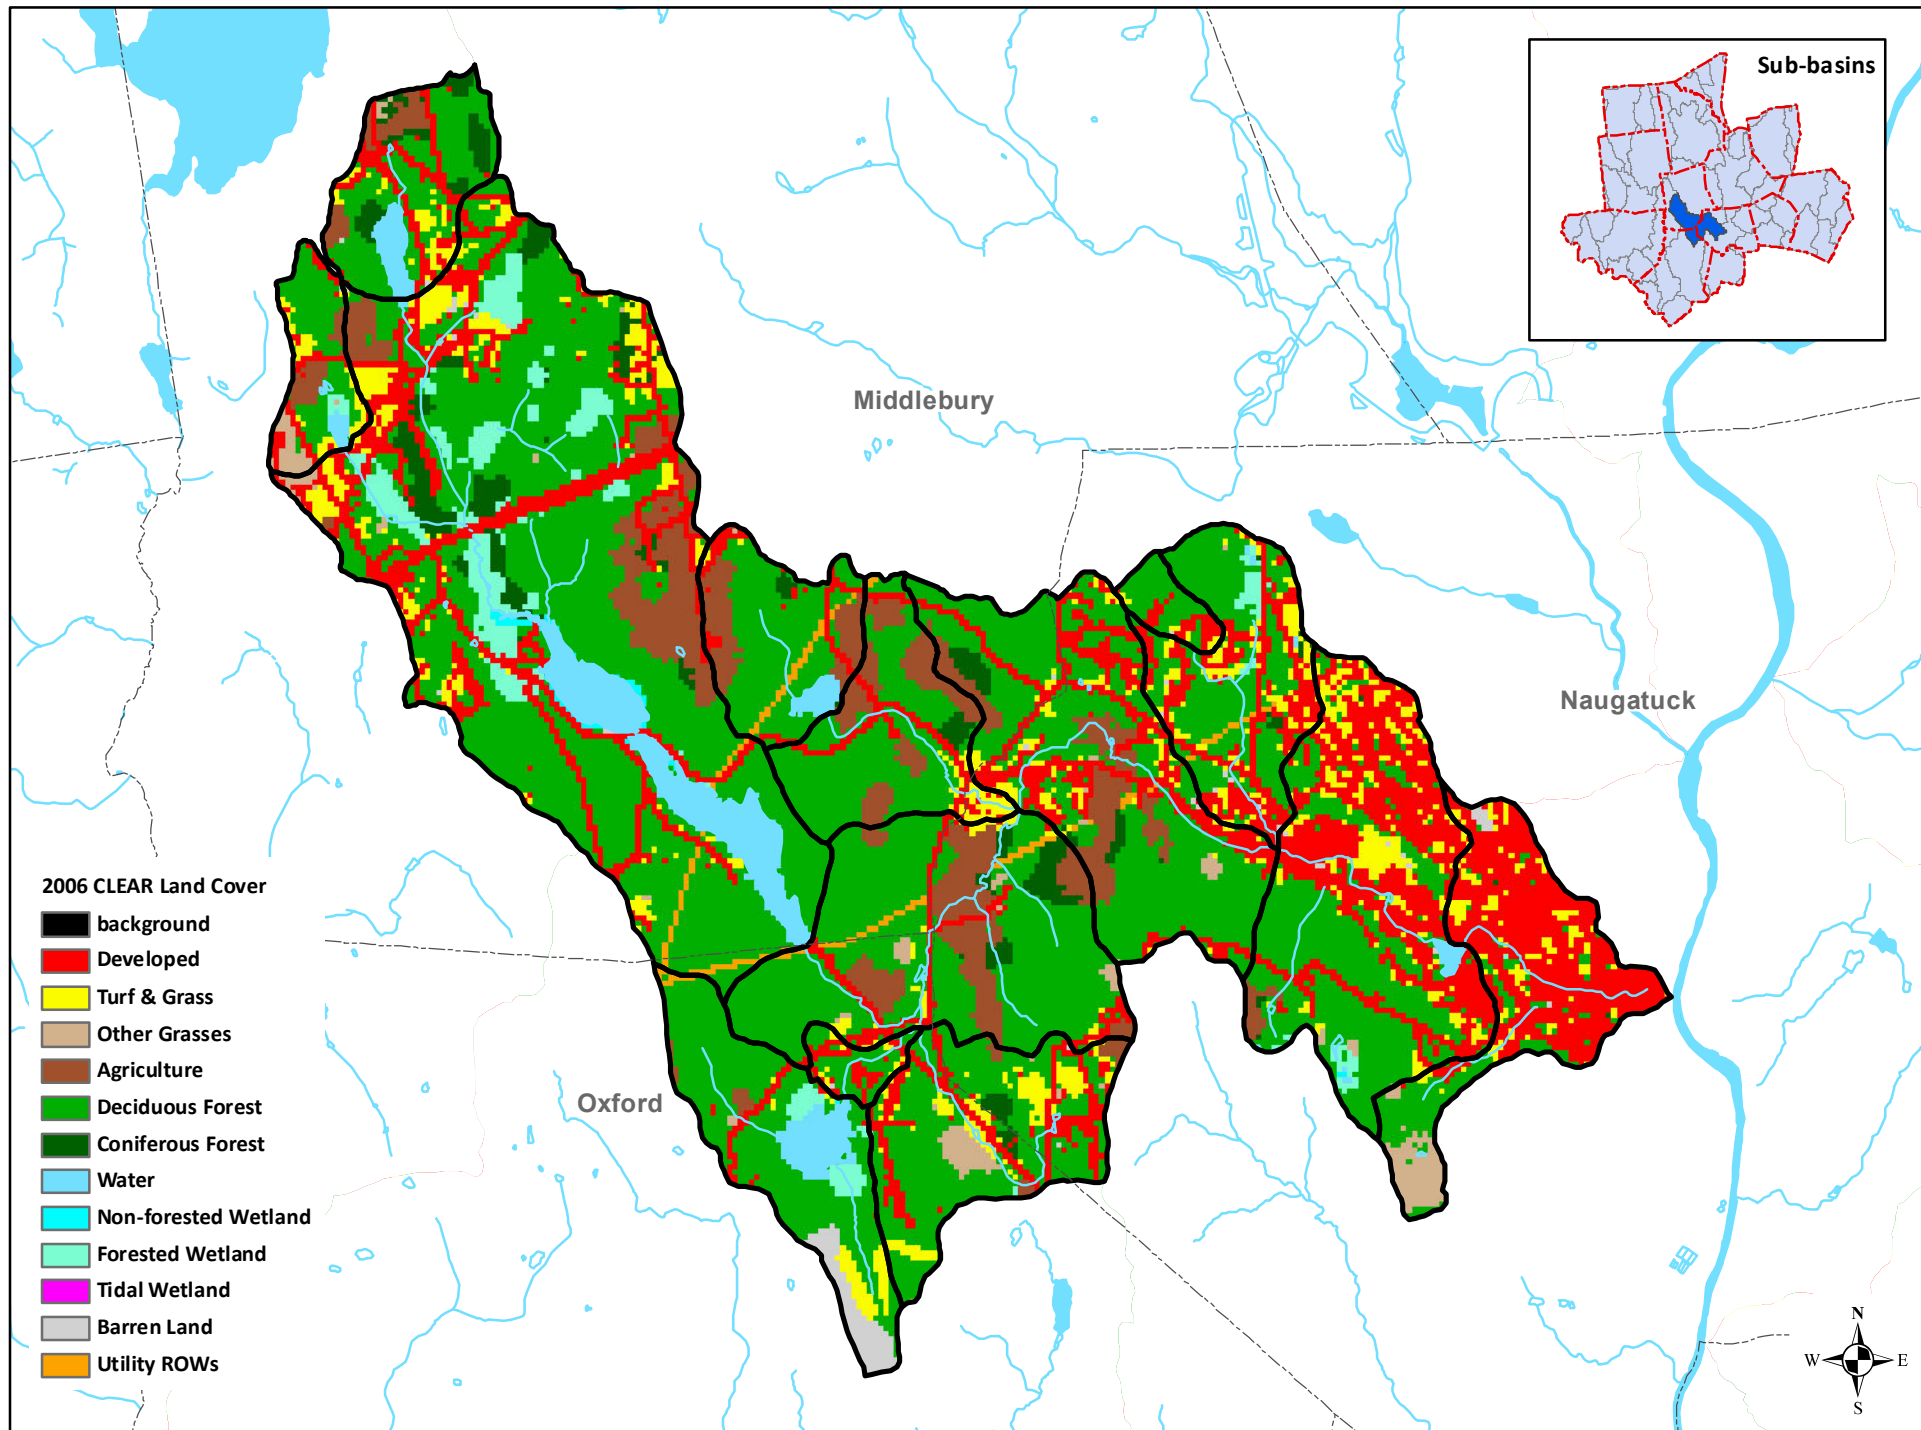 Sub-basins
Middlebury
Naugatuck
Oxford
2006 CLEAR Land Cover
background
Developed
Turf & Grass
Other Grasses
Agriculture
Deciduous Forest
Coniferous Forest
Water
Non-forested Wetland
Forested Wetland
Tidal Wetland
Barren Land
Utility ROWs
N
W E
S